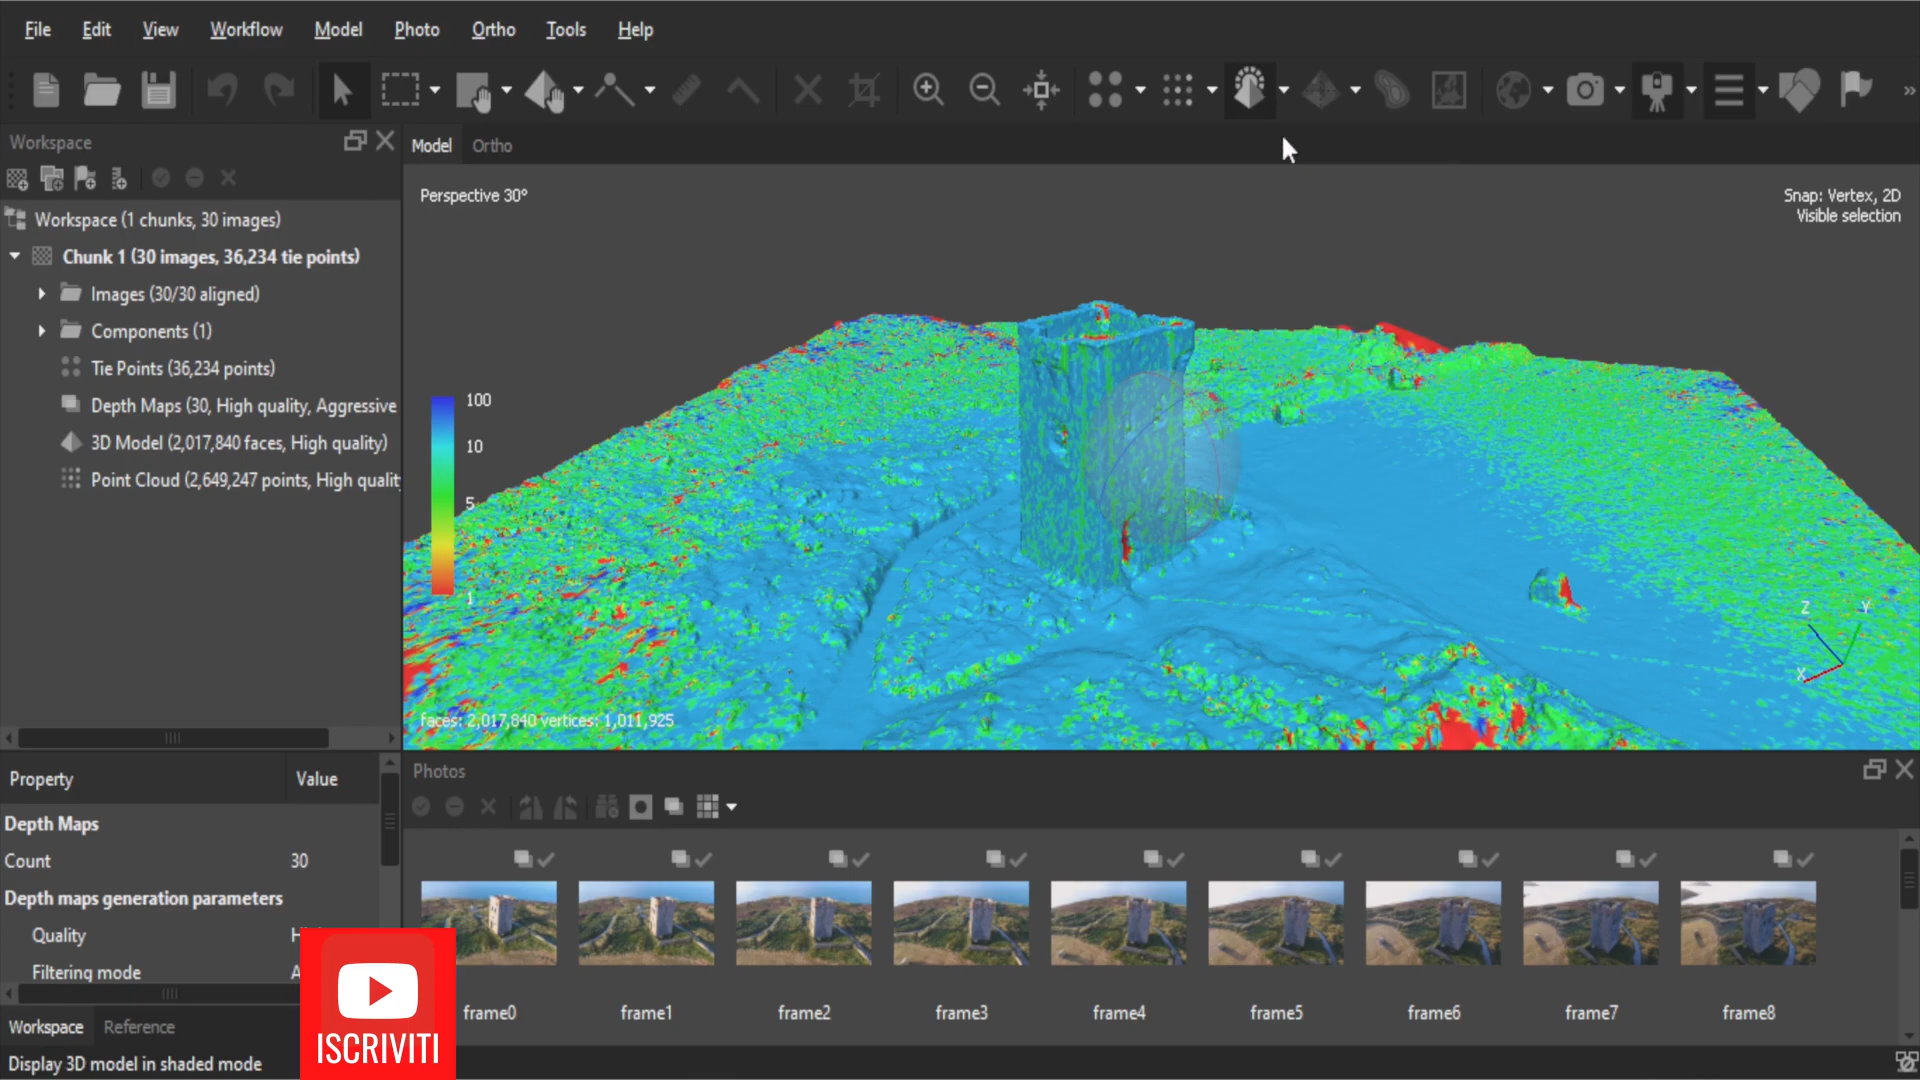 File Edit View Workflow Model Photo Ortho Tools Help
Workspace
Model Ortho
Perspective 30°
Snap: Vertex, 2D
Visible selection
Workspace (1 chunks, 30 images)
Chunk 1 (30 images, 36,234 tie points)
Images (30/30 aligned)
Components (1)
Tie Points (36,234 points)
Depth Maps (30, High quality, Aggressive
3D Model (2,017,840 faces, High quality)
Point Cloud (2,649,247 points, High qualit
100
10
5
1
Z Y
X
faces: 2,017,840 vertices: 1,011,925
Property Value
Depth Maps
Count 30
Depth maps generation parameters
Quality
Filtering mode
Photos
frame0 frame1 frame2 frame3 frame4 frame5 frame6 frame7 frame8
Workspace Reference
ISCRIVITI
Display 3D model in shaded mode